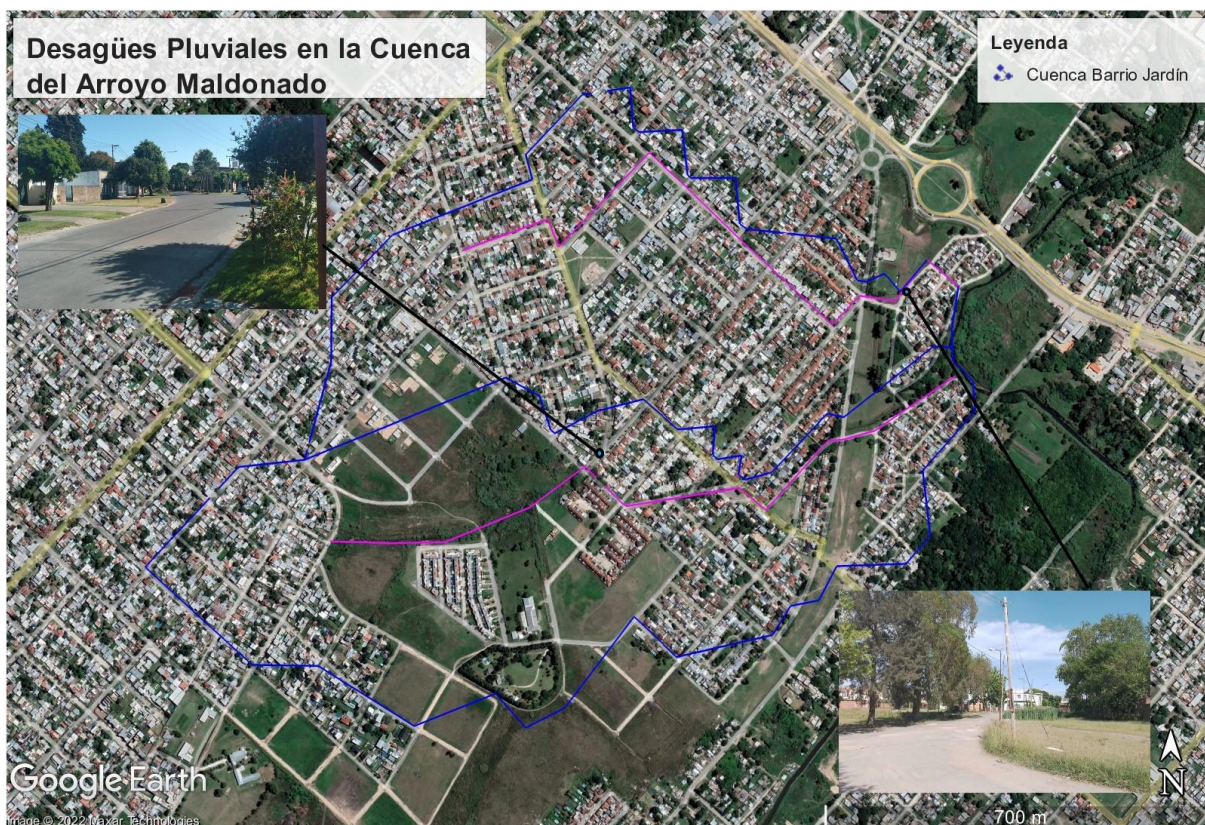 Desagües Pluviales en la Cuenca
del Arroyo Maldonado
Leyenda
Cuenca Barrio Jardín
Google Earth
Image © 2022 Maxar Technologies
700 m
N